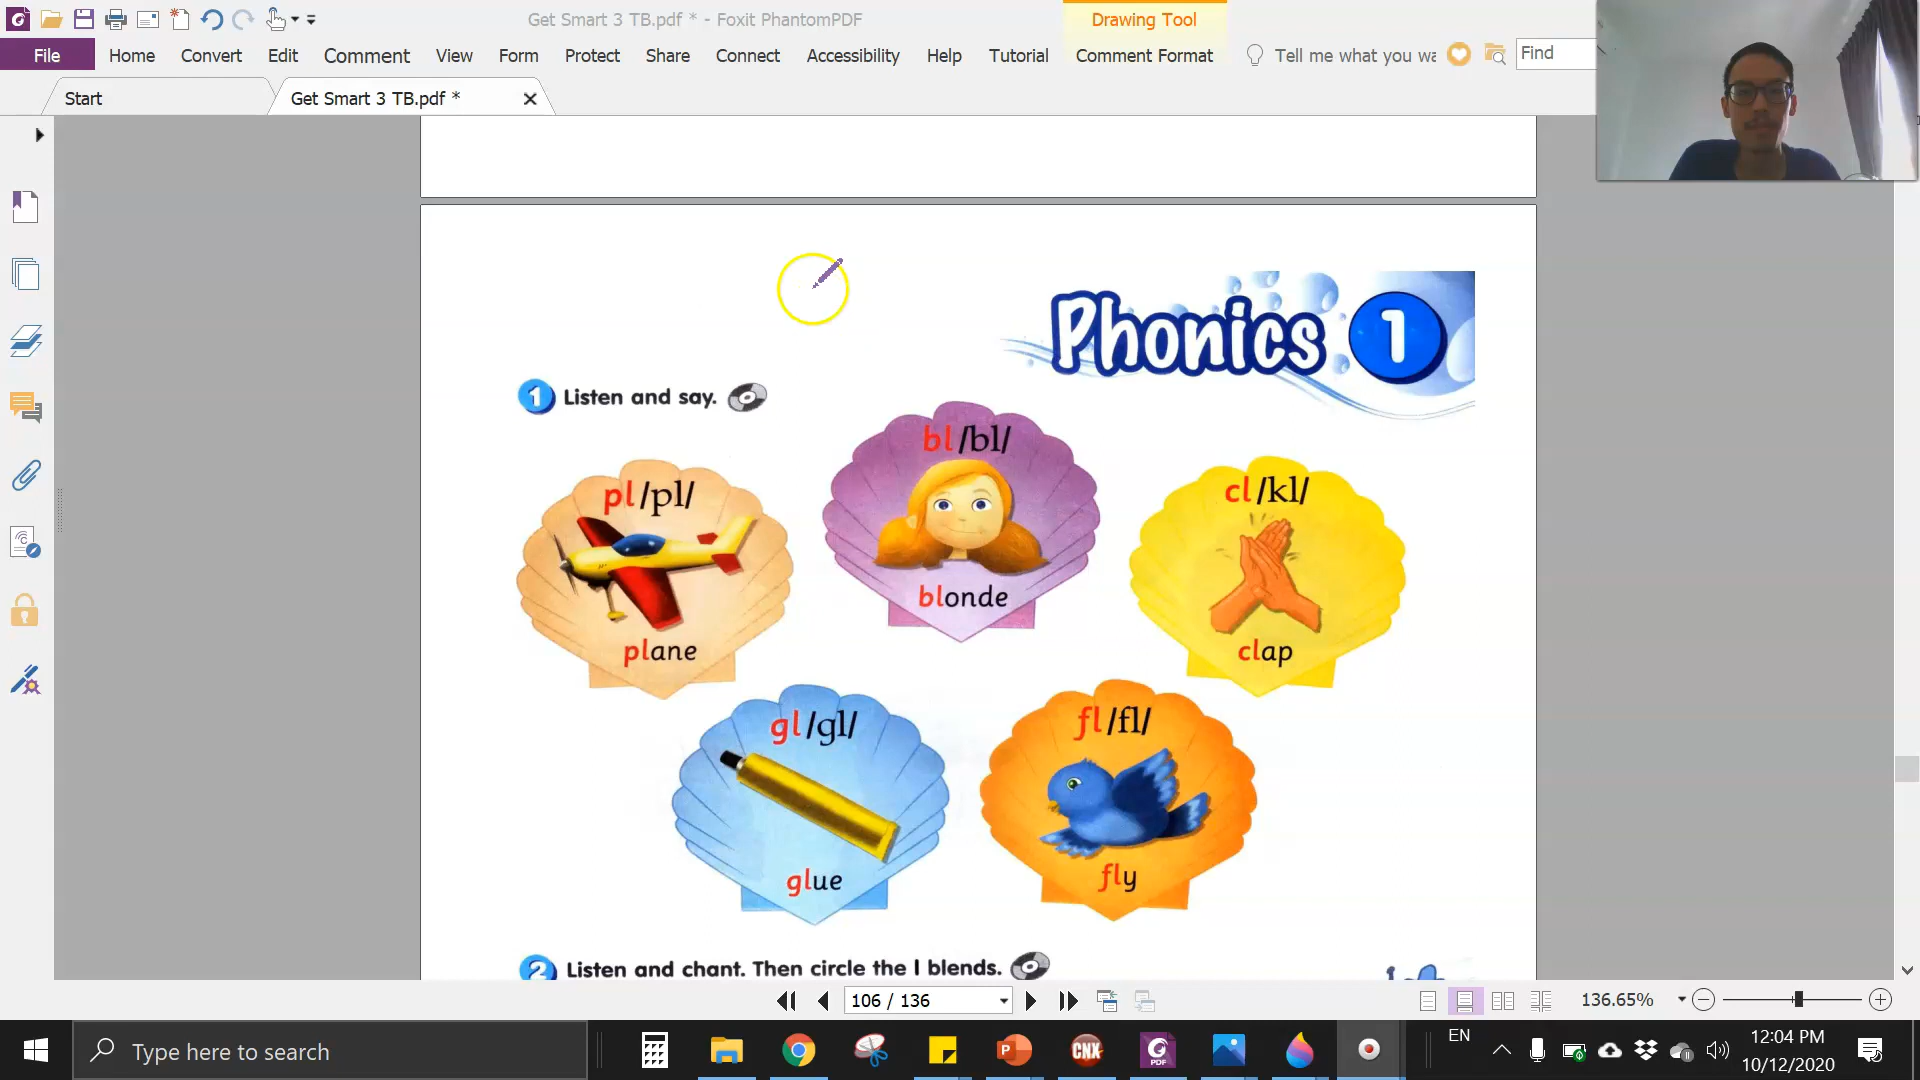 Get Smart 3 TB.pdf * - Foxit PhantomPDF
Drawing Tool
File Home Convert Edit Comment View Form Protect Share Connect Accessibility Help Tutorial Comment Format Tell me what you wa Find
Start Get Smart 3 TB.pdf *
Phonics 1
1 Listen and say.
bl /bl/
pl /pl/
cl /kl/
blonde
plane
clap
gl /gl/
fl /fl/
glue
fly
2 Listen and chant. Then circle the l blends.
106 / 136
136.65%
Type here to search
CNX
PDF
EN
12:04 PM
10/12/2020